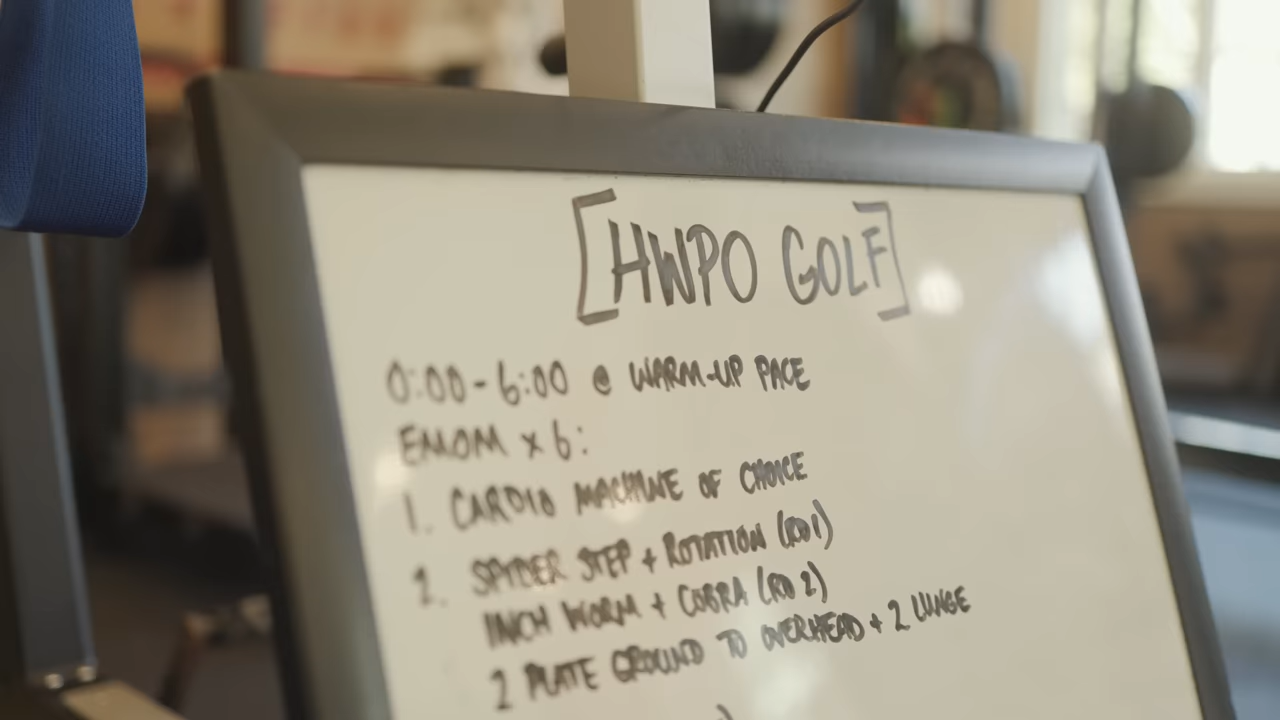 [HWPO GOLF]
0:00-6:00 @ WARM-UP PACE
EMOM x 6:
1. CARDIO MACHINE OF CHOICE
2. SPIDER STEP + ROTATION (RD 1)
INCH WORM + COBRA (RD 2)
2 PLATE GROUND TO OVERHEAD + 2 LUNGE